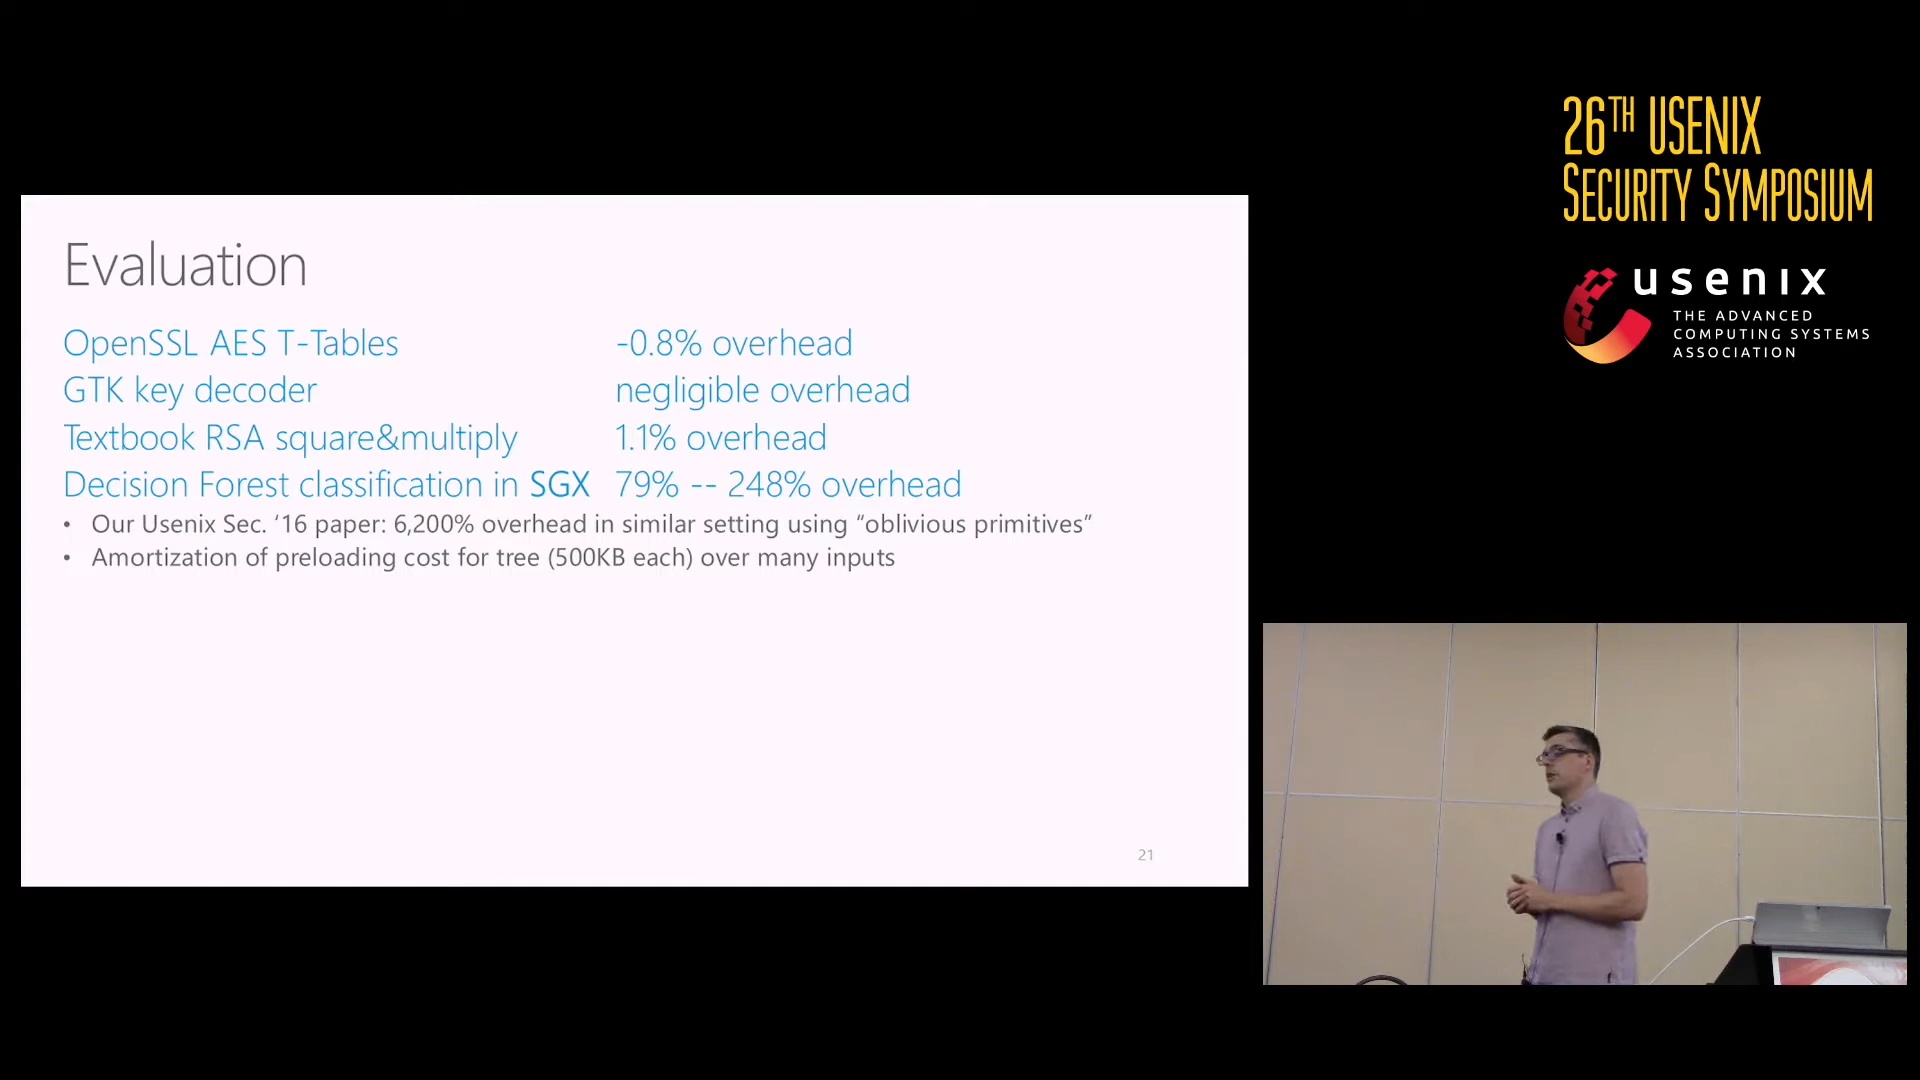 26TH USENIX
SECURITY SYMPOSIUM
usenix
THE ADVANCED
COMPUTING SYSTEMS
ASSOCIATION
Evaluation
OpenSSL AES T-Tables -0.8% overhead
GTK key decoder negligible overhead
Textbook RSA square&multiply 1.1% overhead
Decision Forest classification in SGX 79% -- 248% overhead
• Our Usenix Sec. ‘16 paper: 6,200% overhead in similar setting using “oblivious primitives”
• Amortization of preloading cost for tree (500KB each) over many inputs
21